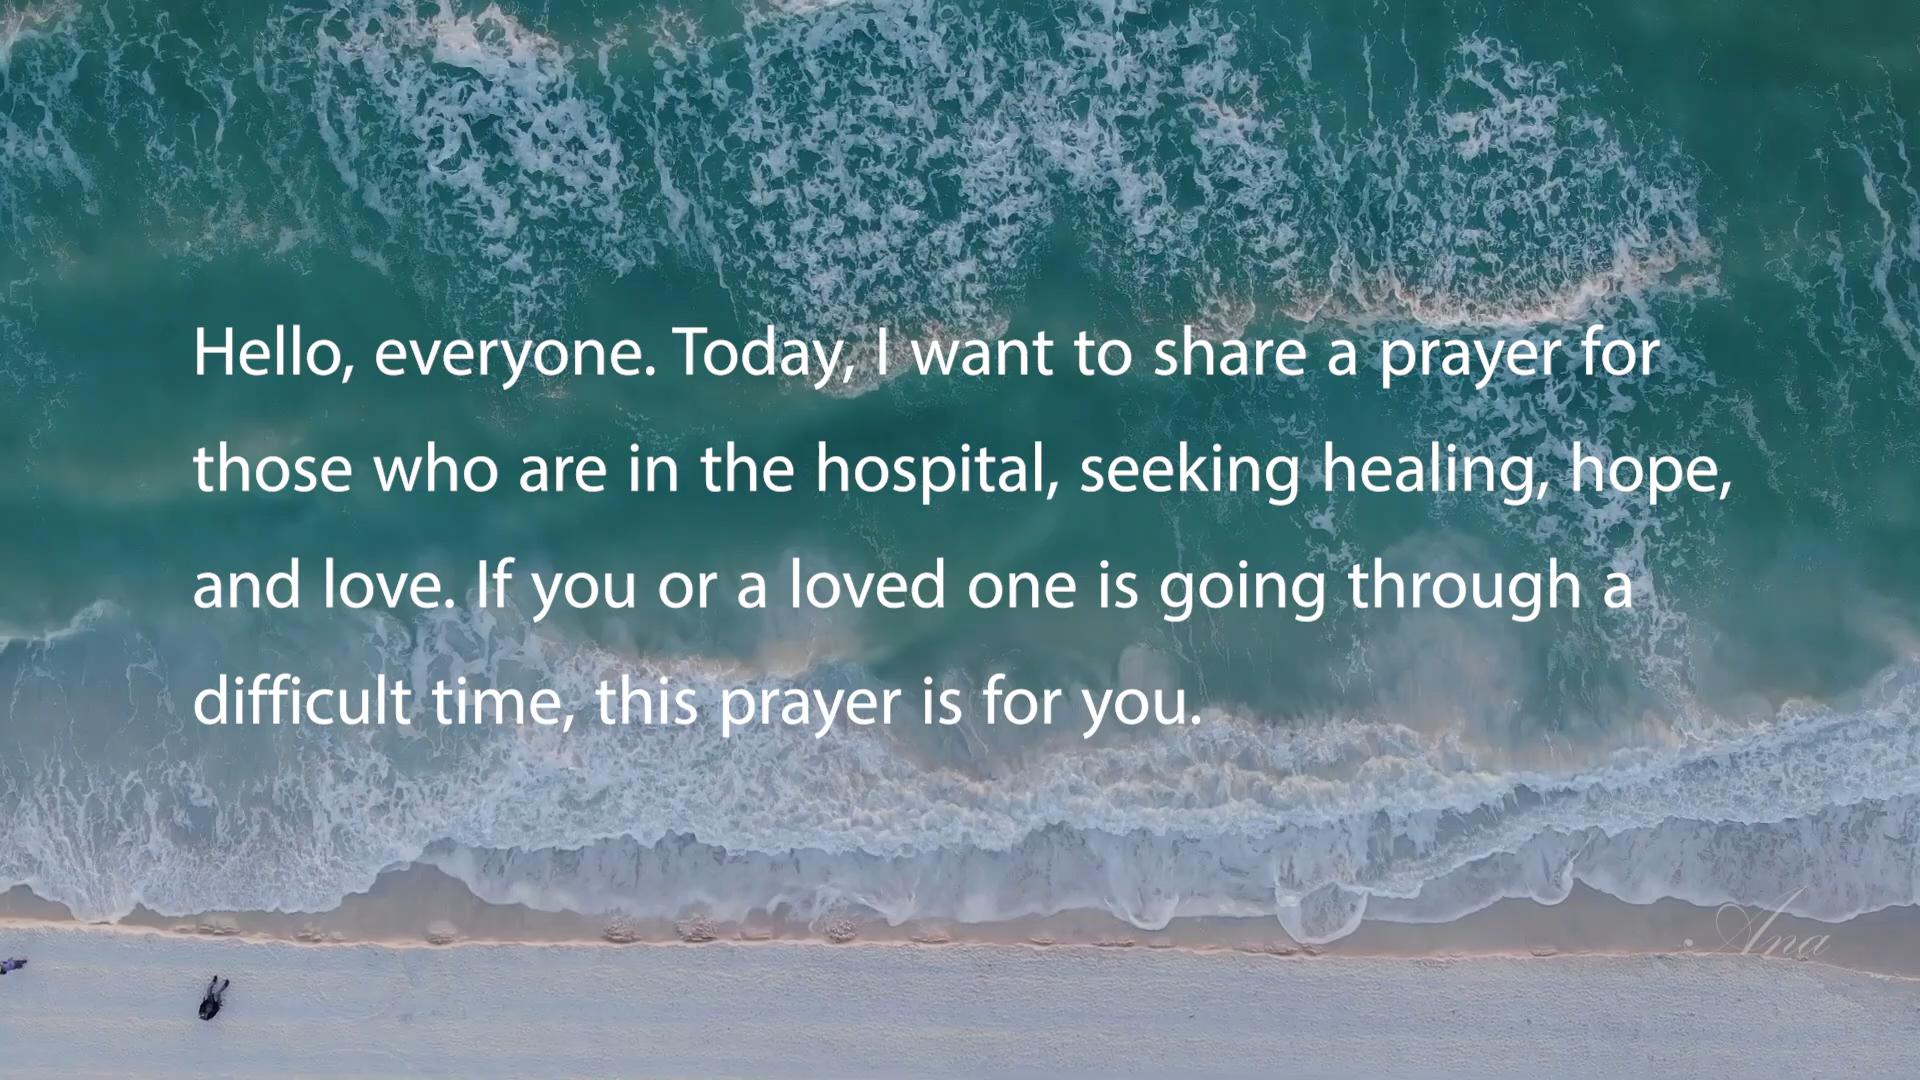 Hello, everyone. Today, I want to share a prayer for
those who are in the hospital, seeking healing, hope,
and love. If you or a loved one is going through a
difficult time, this prayer is for you.
Ana